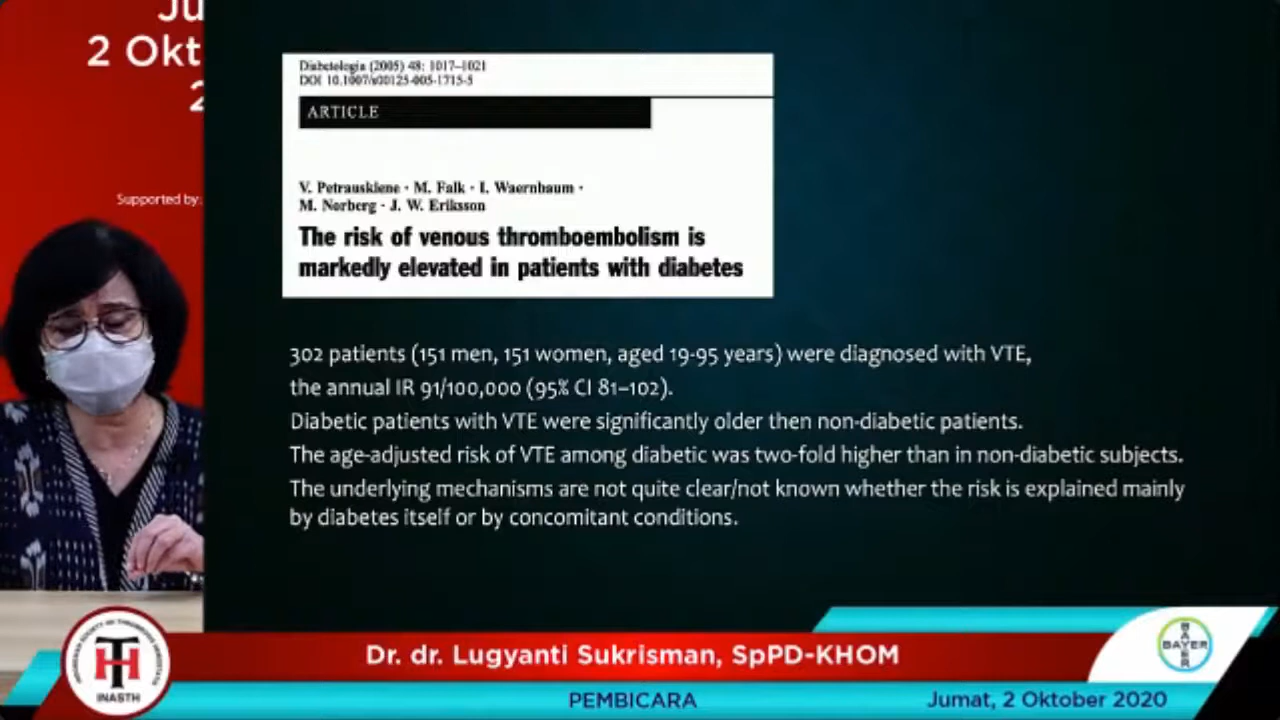 Ju
2 Okt
2
Supported by:
Diabetologia (2005) 48: 1017–1021
DOI 10.1007/s00125-005-1715-5
ARTICLE
V. Petrauskiene · M. Falk · I. Waernbaum ·
M. Norberg · J. W. Eriksson
The risk of venous thromboembolism is
markedly elevated in patients with diabetes
302 patients (151 men, 151 women, aged 19-95 years) were diagnosed with VTE,
the annual IR 91/100,000 (95% CI 81–102).
Diabetic patients with VTE were significantly older then non-diabetic patients.
The age-adjusted risk of VTE among diabetic was two-fold higher than in non-diabetic subjects.
The underlying mechanisms are not quite clear/not known whether the risk is explained mainly
by diabetes itself or by concomitant conditions.
INASTH
Dr. dr. Lugyanti Sukrisman, SpPD-KHOM
BAYER
PEMBICARA
Jumat, 2 Oktober 2020